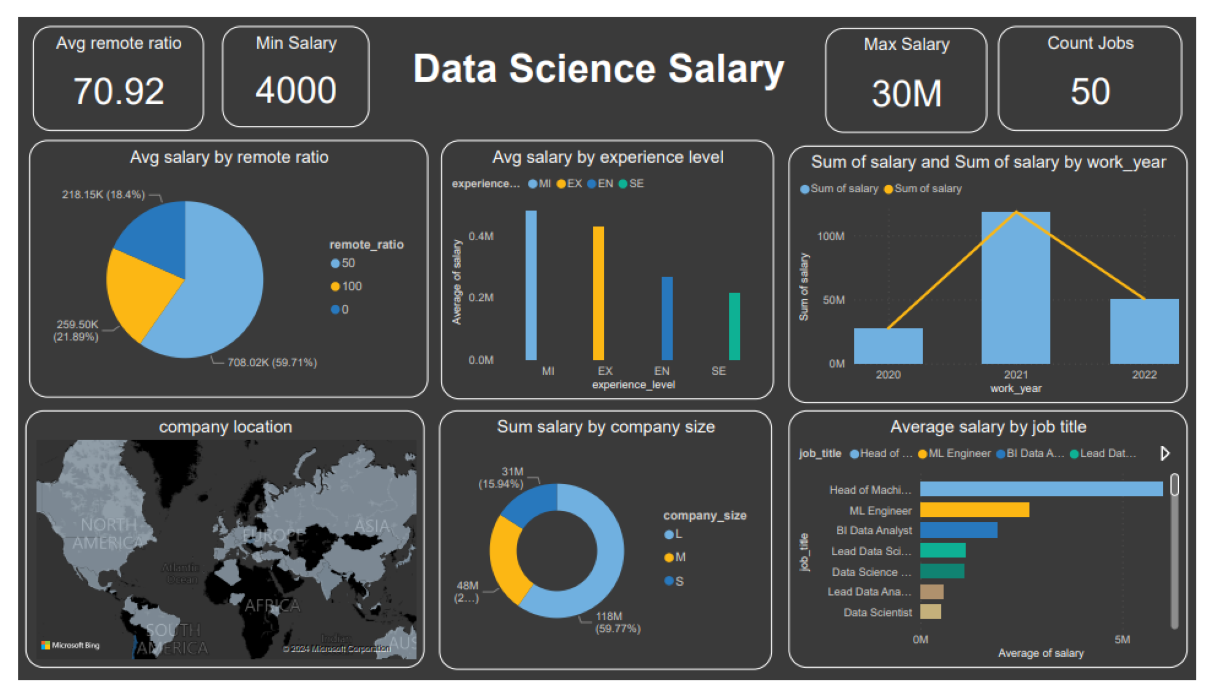 Avg remote ratio
70.92
Min Salary
4000
Data Science Salary
Max Salary
30M
Count Jobs
50
Avg salary by remote ratio
218.15K (18.4%)
259.50K
(21.89%)
708.02K (59.71%)
remote_ratio
50
100
0
Avg salary by experience level
experience... MI EX EN SE
Average of salary
0.4M
0.2M
0.0M
MI EX EN SE
experience_level
Sum of salary and Sum of salary by work_year
Sum of salary Sum of salary
Sum of salary
100M
50M
0M
2020 2021 2022
work_year
company location
NORTH
AMERICA
EUROPE
ASIA
Atlantic
Ocean
AFRICA
SOUTH
AMERICA
Indian
AUS
Microsoft Bing
© 2024 Microsoft Corporation
Sum salary by company size
31M
(15.94%)
48M
(2...)
118M
(59.77%)
company_size
L
M
S
Average salary by job title
job_title Head of ... ML Engineer BI Data A... Lead Dat...
job_title
Head of Machi...
ML Engineer
BI Data Analyst
Lead Data Sci...
Data Science ...
Lead Data Ana...
Data Scientist
0M 5M
Average of salary